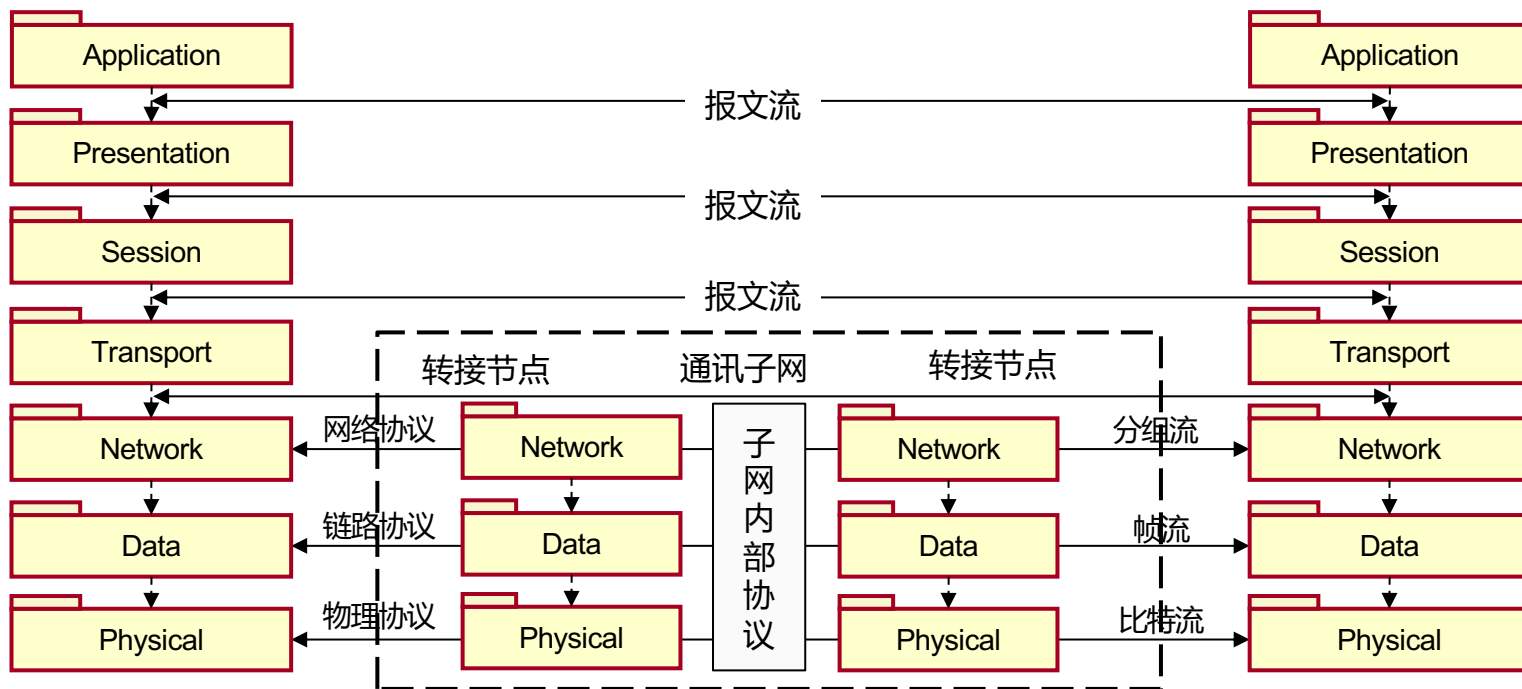 Application
Application
报文流
Presentation
Presentation
报文流
Session
Session
报文流
Transport
Transport
转接节点
通讯子网
转接节点
Network
网络协议
Network
子网内部协议
Network
分组流
Network
Data
链路协议
Data
Data
帧流
Data
Physical
物理协议
Physical
Physical
比特流
Physical